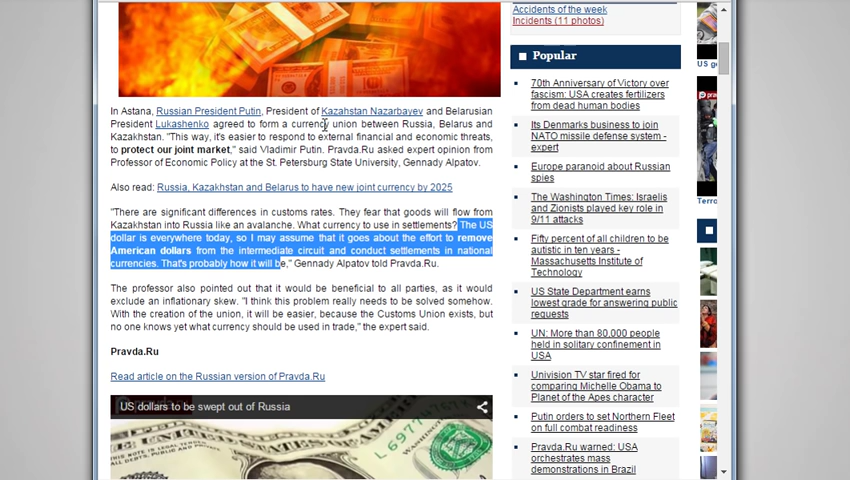 Accidents of the week
Incidents (11 photos)
Popular
In Astana, Russian President Putin, President of Kazahstan Nazarbayev and Belarusian
President Lukashenko agreed to form a currency union between Russia, Belarus and
Kazakhstan. "This way, it's easier to respond to external financial and economic threats,
to protect our joint market," said Vladimir Putin. Pravda.Ru asked expert opinion from
Professor of Economic Policy at the St. Petersburg State University, Gennady Alpatov.
Also read: Russia, Kazakhstan and Belarus to have new joint currency by 2025
"There are significant differences in customs rates. They fear that goods will flow from
Kazakhstan into Russia like an avalanche. What currency to use in settlements? The US
dollar is everywhere today, so I may assume that it goes about the effort to remove
American dollars from the intermediate circuit and conduct settlements in national
currencies. That's probably how it will be," Gennady Alpatov told Pravda.Ru.
The professor also pointed out that it would be beneficial to all parties, as it would
exclude an inflationary skew. "I think this problem really needs to be solved somehow.
With the creation of the union, it will be easier, because the Customs Union exists, but
no one knows yet what currency should be used in trade," the expert said.
Pravda.Ru
Read article on the Russian version of Pravda.Ru
US dollars to be swept out of Russia
70th Anniversary of Victory over
fascism: USA creates fertilizers
from dead human bodies
Its Denmarks business to join
NATO missile defense system -
expert
Europe paranoid about Russian
spies
The Washington Times: Israelis
and Zionists played key role in
9/11 attacks
Fifty percent of all children to be
autistic in ten years -
Massachusetts Institute of
Technology
US State Department earns
lowest grade for answering public
requests
UN: More than 80,000 people
held in solitary confinement in
USA
Univision TV star fired for
comparing Michelle Obama to
Planet of the Apes character
Putin orders to set Northern Fleet
on full combat readiness
Pravda.Ru warned: USA
orchestrates mass
demonstrations in Brazil